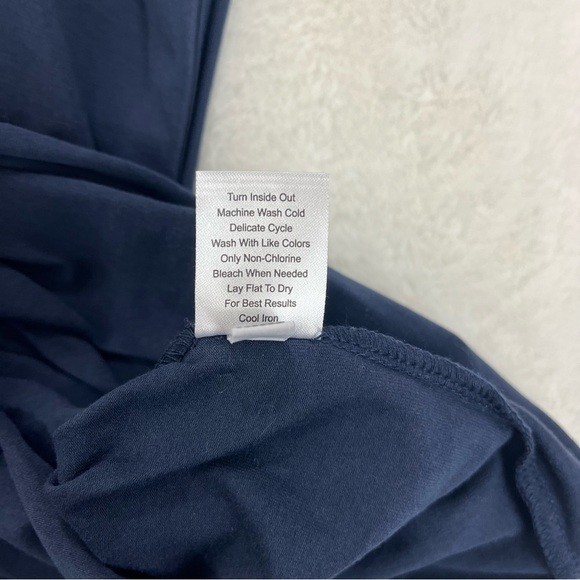 Turn Inside Out
Machine Wash Cold
Delicate Cycle
Wash With Like Colors
Only Non-Chlorine
Bleach When Needed
Lay Flat To Dry
For Best Results
Cool Iron